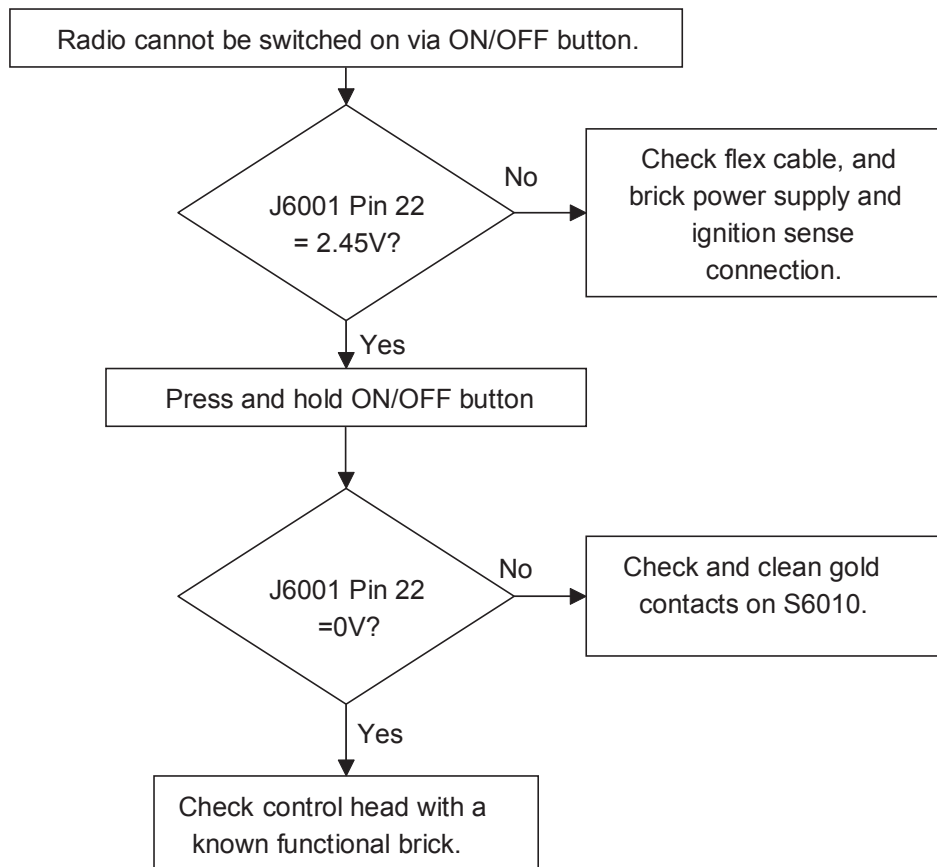 Radio cannot be switched on via ON/OFF button.
J6001 Pin 22
= 2.45V?
No
Check flex cable, and
brick power supply and
ignition sense
connection.
Yes
Press and hold ON/OFF button
J6001 Pin 22
=0V?
No
Check and clean gold
contacts on S6010.
Yes
Check control head with a
known functional brick.